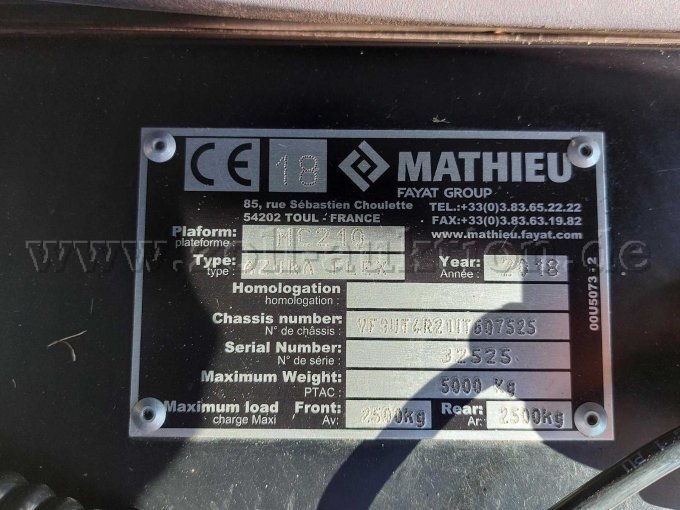 CE 18 MATHIEU
FAYAT GROUP
85, rue Sébastien Choulette TEL.:+33(0)3.83.65.22.22
54202 TOUL - FRANCE FAX:+33(0)3.83.63.19.82
www.mathieu.fayat.com
Plaform: MC210
plateforme:
Type: Year: 2018
type: Année:
Homologation
homologation:
Chassis number:
N° de châssis:
Serial Number: 32525
N° de série:
Maximum Weight: 5000 Kg
PTAC:
Maximum load Front: 2500kg Rear: 2500kg
charge Maxi Av: Ar:
00U5073 - 2